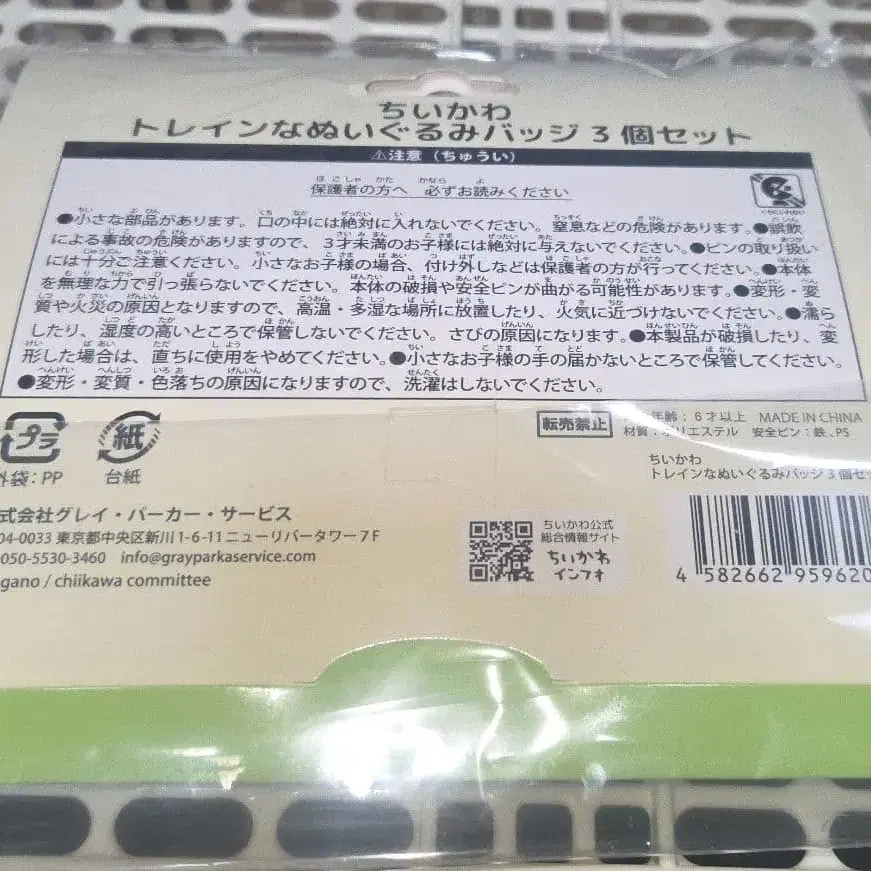 ちいかわ
トレインなぬいぐるみバッジ3個セット
⚠注意（ちゅうい）
保護者の方へ 必ずお読みください
●小さな部品があります。口の中には絶対に入れないでください。窒息などの危険があります。●誤飲
による事故の危険がありますので、3才未満のお子様には絶対に与えないでください。●ピンの取り扱い
には十分ご注意ください。小さなお子様の場合、付け外しなどは保護者の方が行ってください。●本体
を無理な力で引っ張らないでください。本体の破損や安全ピンが曲がる可能性があります。●変形・変
質や火災の原因となりますので、高温・多湿な場所に放置したり、火気に近づけないでください。●濡ら
したり、湿度の高いところで保管しないでください。さびの原因になります。●本製品が破損したり、変
形した場合は、直ちに使用をやめてください。●小さなお子様の手の届かないところで保管してください。
●変形・変質・色落ちの原因になりますので、洗濯はしないでください。
プラ
外袋：PP
紙
台紙
転売禁止
年齢：6才以上 MADE IN CHINA
材質：ポリエステル 安全ピン：鉄、PS
ちいかわ
トレインなぬいぐるみバッジ3個セッ
式会社グレイ・パーカー・サービス
04-0033 東京都中央区新川1-6-11ニューリバータワー7F
050-5530-3460 info@grayparkaservice.com
gano / chiikawa committee
ちいかわ公式
総合情報サイト
ちいかわ
インフォ
4 582662 959620